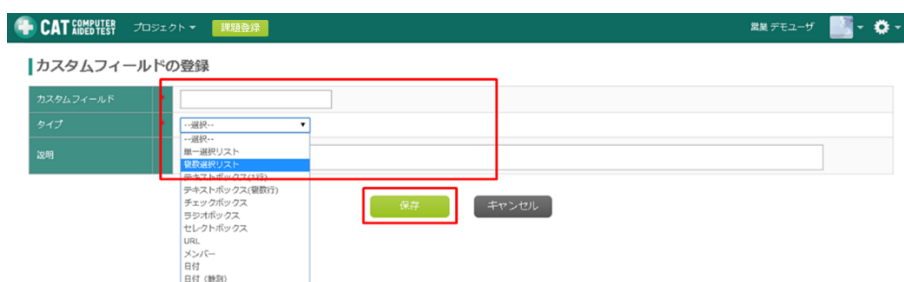 CAT COMPUTER AIDED TEST プロジェクト 課題登録 営業 デモユーザ
カスタムフィールドの登録
カスタムフィールド *
タイプ * --選択--
--選択--
単一選択リスト
説明
複数選択リスト
テキストボックス(1行)
テキストボックス(複数行)
チェックボックス
ラジオボックス
セレクトボックス
URL
メンバー
日付
日付（時刻）
保存 キャンセル